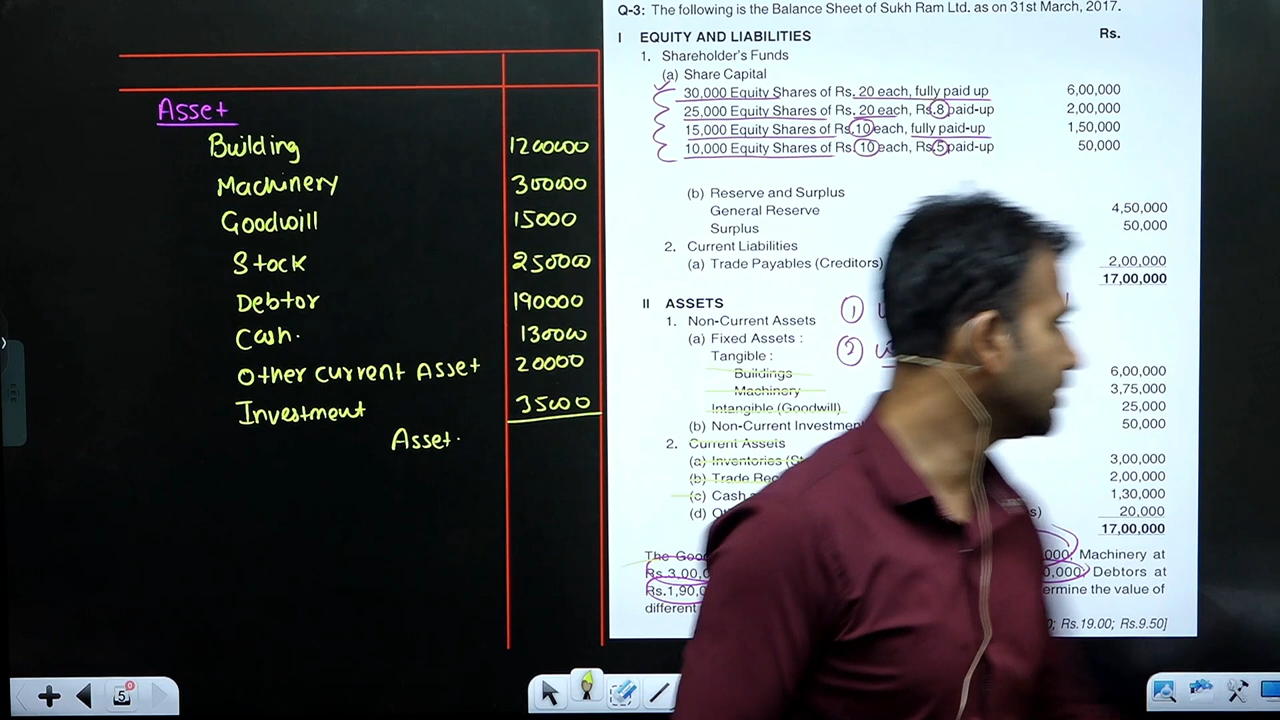 Asset
Building 1200000
Machinery 300000
Goodwill 15000
Stock 250000
Debtor 190000
Cash. 130000
Other current Asset 20000
Investment 35000
Asset.
5
0
Q-3: The following is the Balance Sheet of Sukh Ram Ltd. as on 31st March, 2017.
I EQUITY AND LIABILITIES Rs.
1. Shareholder's Funds
(a) Share Capital
30,000 Equity Shares of Rs. 20 each, fully paid up 6,00,000
25,000 Equity Shares of Rs. 20 each, Rs.8 paid-up 2,00,000
15,000 Equity Shares of Rs.10 each, fully paid-up 1,50,000
10,000 Equity Shares of Rs. 10 each, Rs.5 paid-up 50,000
(b) Reserve and Surplus
General Reserve 4,50,000
Surplus 50,000
2. Current Liabilities
(a) Trade Payables (Creditors) 2,00,000
17,00,000
II ASSETS
1
1. Non-Current Assets
(a) Fixed Assets :
2
Tangible :
Buildings 6,00,000
Machinery 3,75,000
Intangible (Goodwill) 25,000
(b) Non-Current 50,000
2. Current Assets
(a) Inventories 3,00,000
(b) Trade 2,00,000
(c) Cash 1,30,000
(d) 20,000
17,00,000
The Machinery at
Debtors at
the value of
different
Rs.19.00; Rs.9.50]